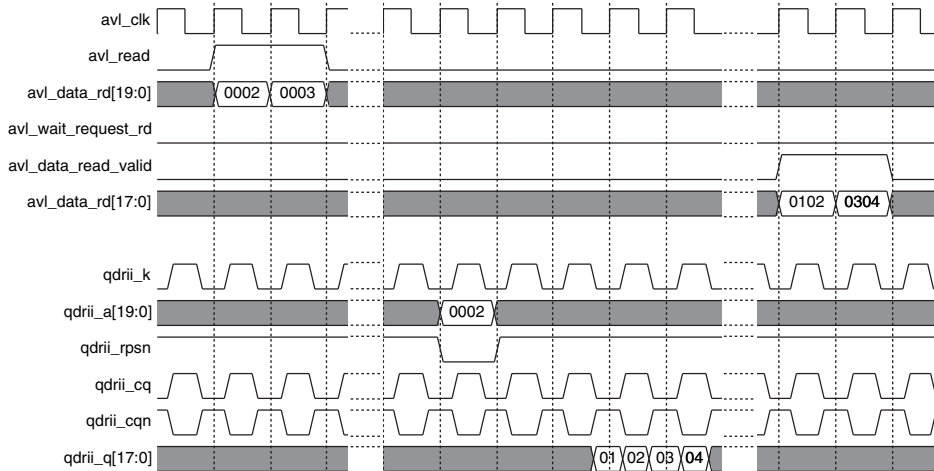 avl_clk
avl_read
avl_data_rd[19:0] 0002 0003
avl_wait_request_rd
avl_data_read_valid
avl_data_rd[17:0] 0102 0304
qdrii_k
qdrii_a[19:0] 0002
qdrii_rpsn
qdrii_cq
qdrii_cqn
qdrii_q[17:0] 01 02 03 04